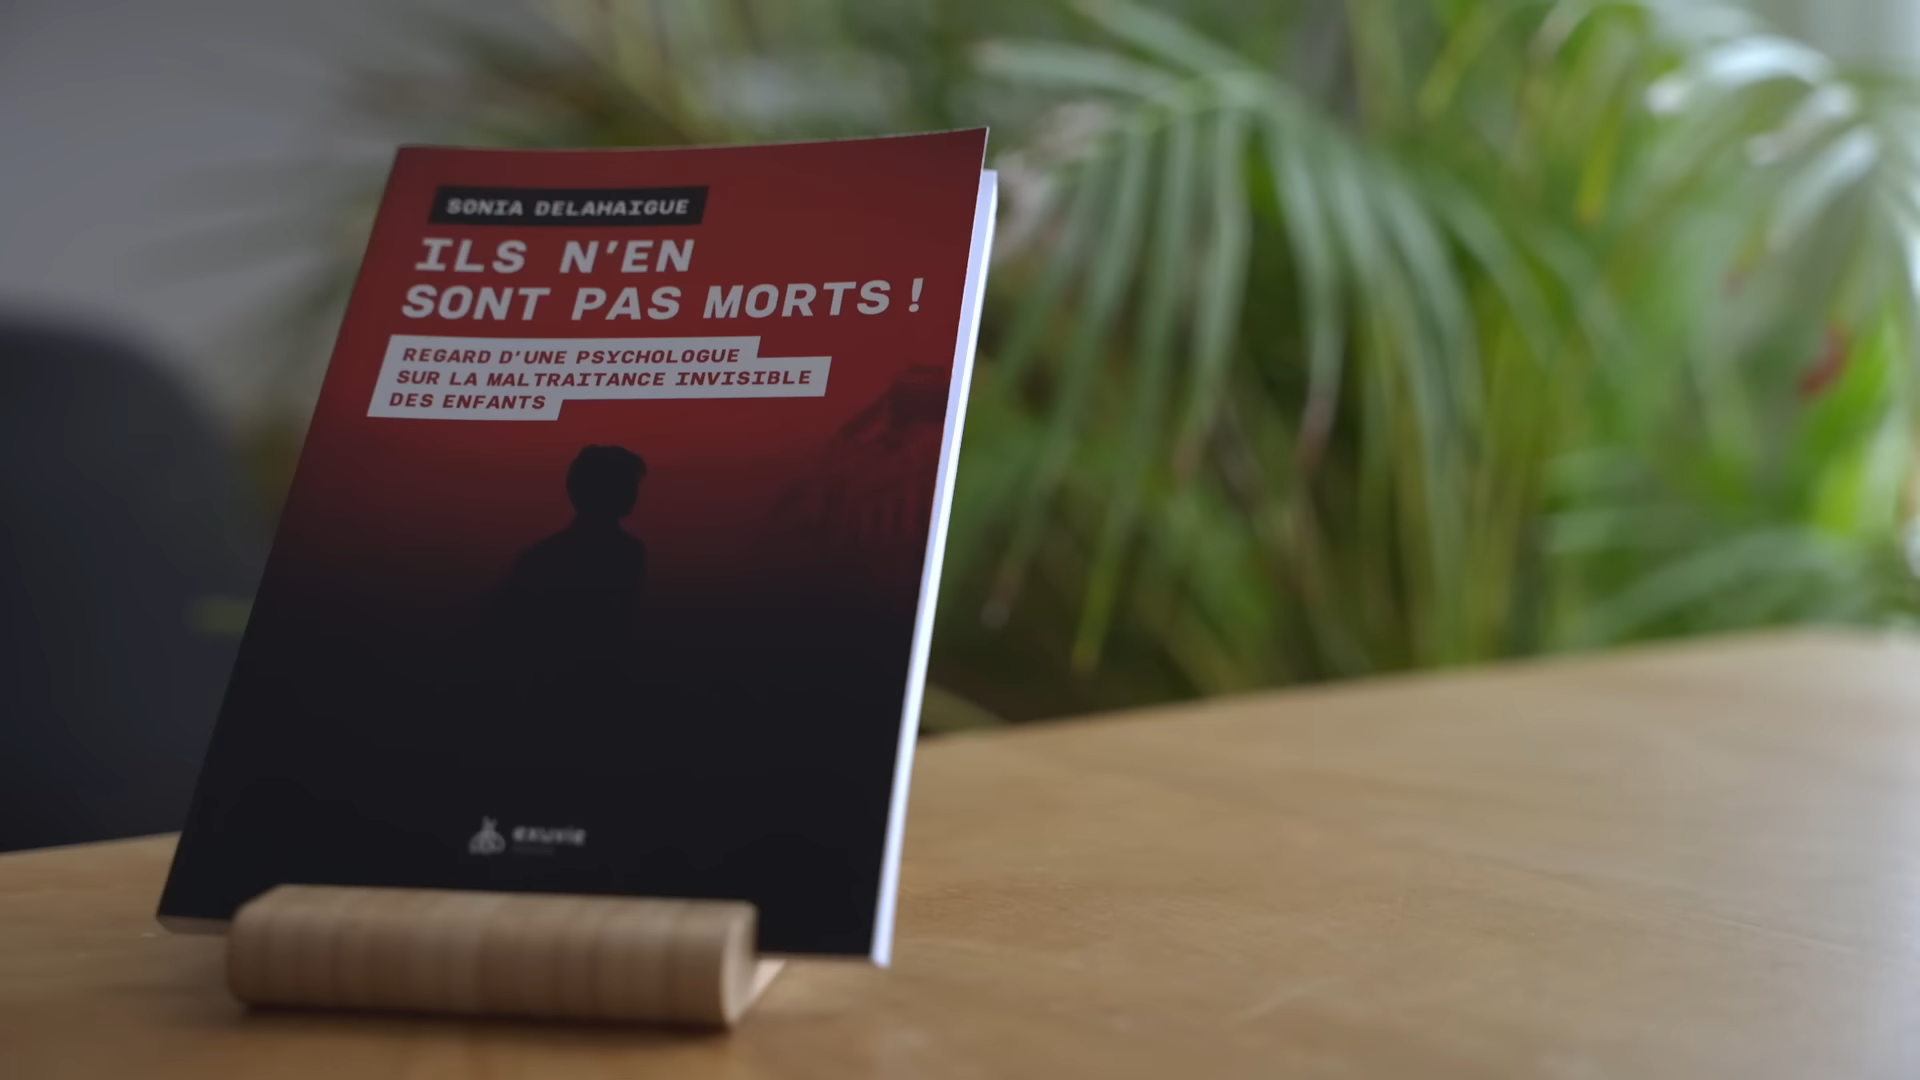 SONIA DELAHAIGUE
ILS N'EN
SONT PAS MORTS !
REGARD D'UNE PSYCHOLOGUE
SUR LA MALTRAITANCE INVISIBLE
DES ENFANTS
exuvie